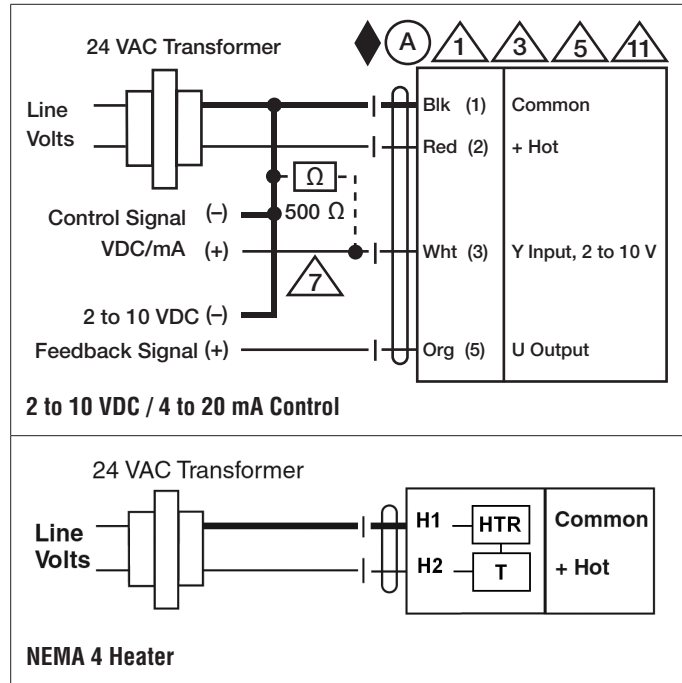 24 VAC Transformer
A 1 3 5 11
Line
Volts
Blk (1) Common
Red (2) + Hot
Ω
500 Ω
Control Signal (–)
VDC/mA (+)
Wht (3) Y Input, 2 to 10 V
7
2 to 10 VDC (–)
Feedback Signal (+)
Org (5) U Output
2 to 10 VDC / 4 to 20 mA Control
24 VAC Transformer
Line
Volts
H1 HTR Common
H2 T + Hot
NEMA 4 Heater